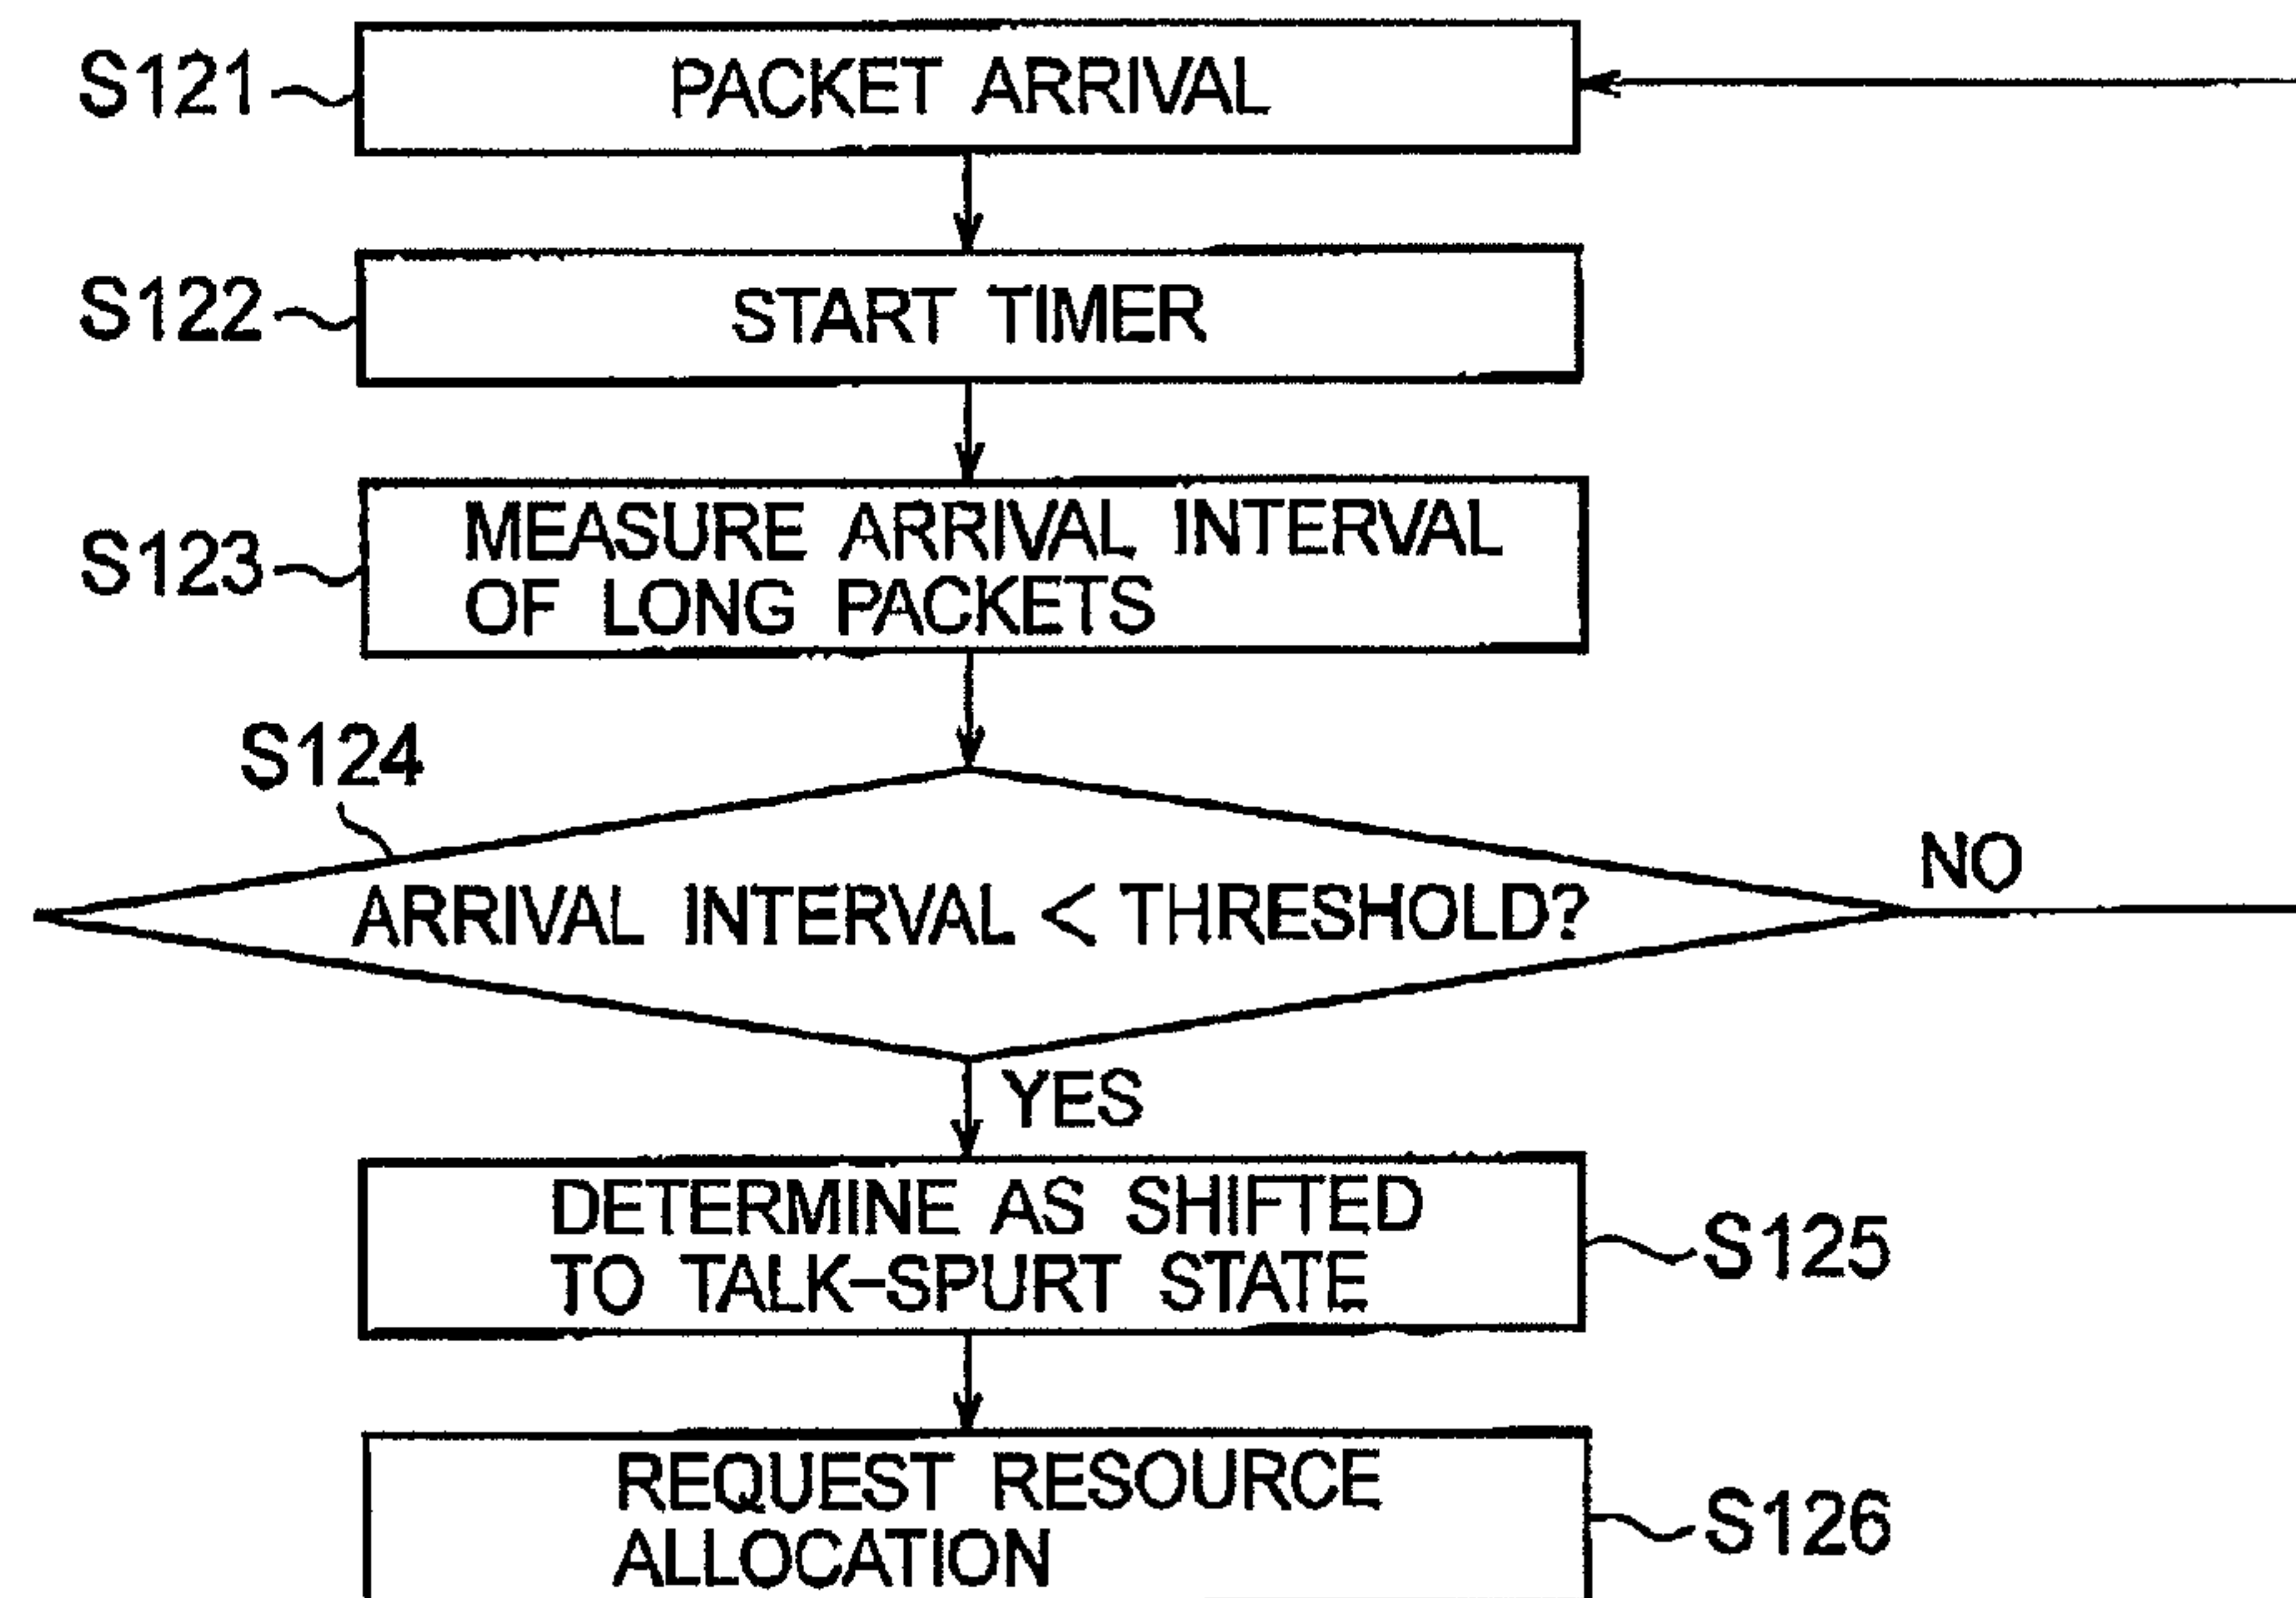 S121
PACKET ARRIVAL
S122
START TIMER
S123
MEASURE ARRIVAL INTERVAL
OF LONG PACKETS
S124
ARRIVAL INTERVAL < THRESHOLD?
NO
YES
DETERMINE AS SHIFTED
TO TALK-SPURT STATE
S125
REQUEST RESOURCE
ALLOCATION
S126